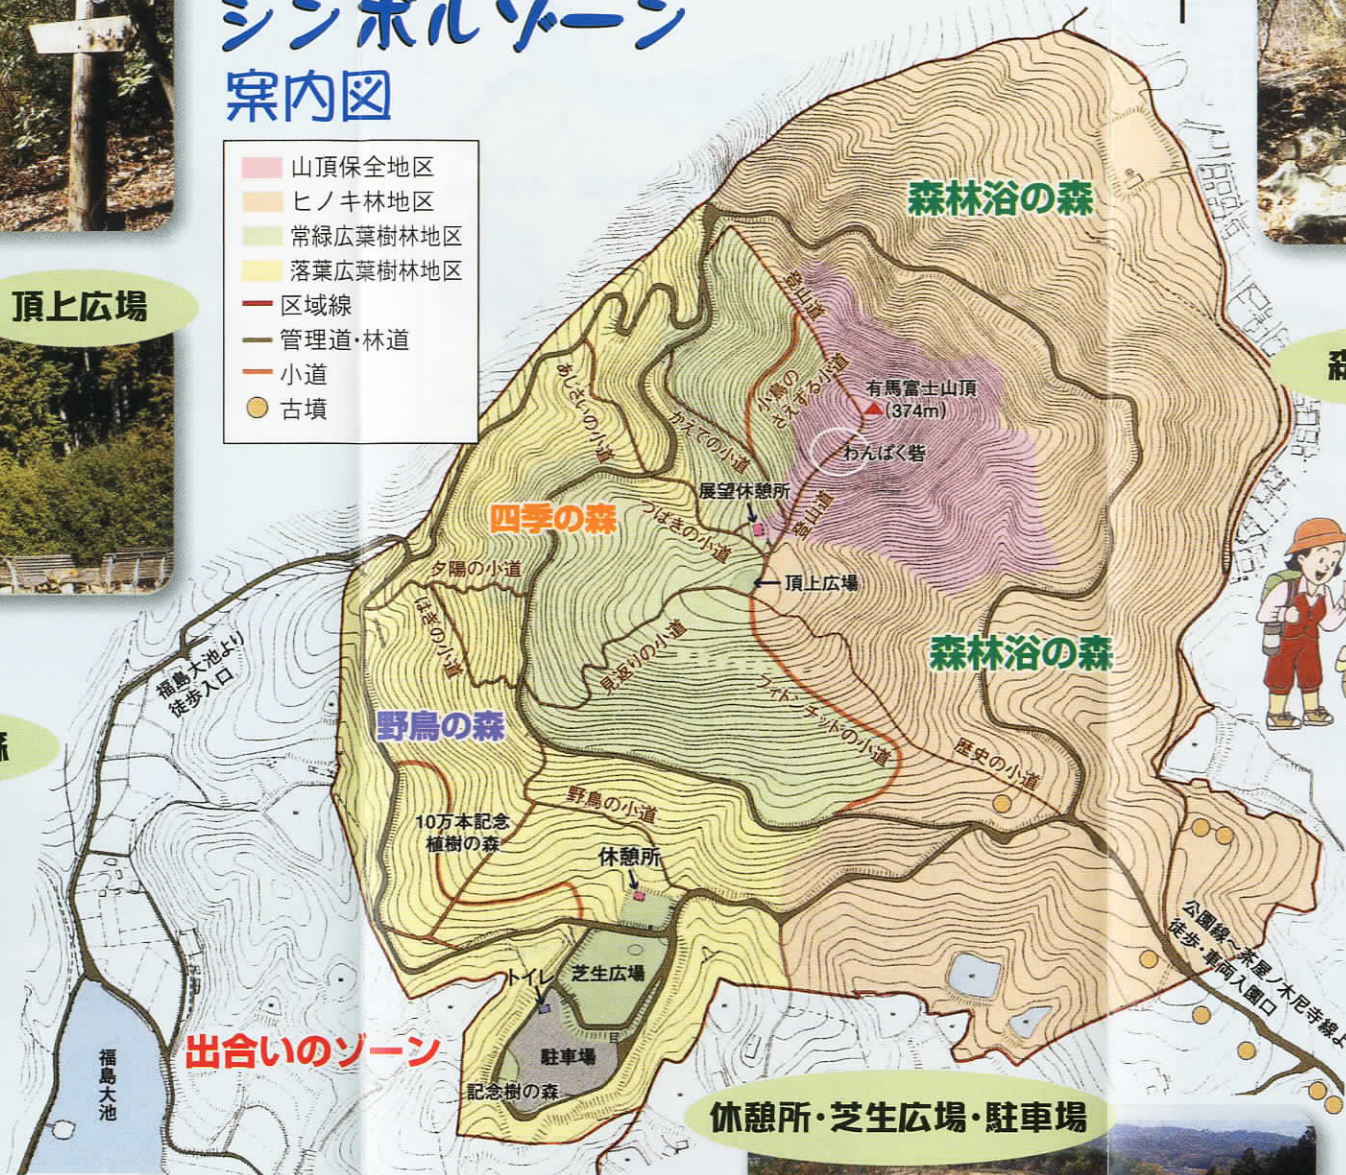 シンボルゾーン
案内図
山頂保全地区
ヒノキ林地区
常緑広葉樹林地区
落葉広葉樹林地区
区域線
管理道・林道
小道
古墳
頂上広場
森林浴の森
登山道
小鳥の
さえずる小道
有馬富士山頂
(374m)
わんぱく砦
あじさいの小道
かえでの小道
展望休憩所
四季の森
つばきの小道
登山道
夕陽の小道
頂上広場
はぎの小道
見返りの小道
森林浴の森
福島大池より
徒歩入口
フィトンチッドの小道
野鳥の森
歴史の小道
野鳥の小道
10万本記念
植樹の森
休憩所
公園線〜茶屋ノ木尼寺線よ
徒歩・車両入園口
トイレ
芝生広場
出合いのゾーン
駐車場
福島大池
記念樹の森
休憩所・芝生広場・駐車場